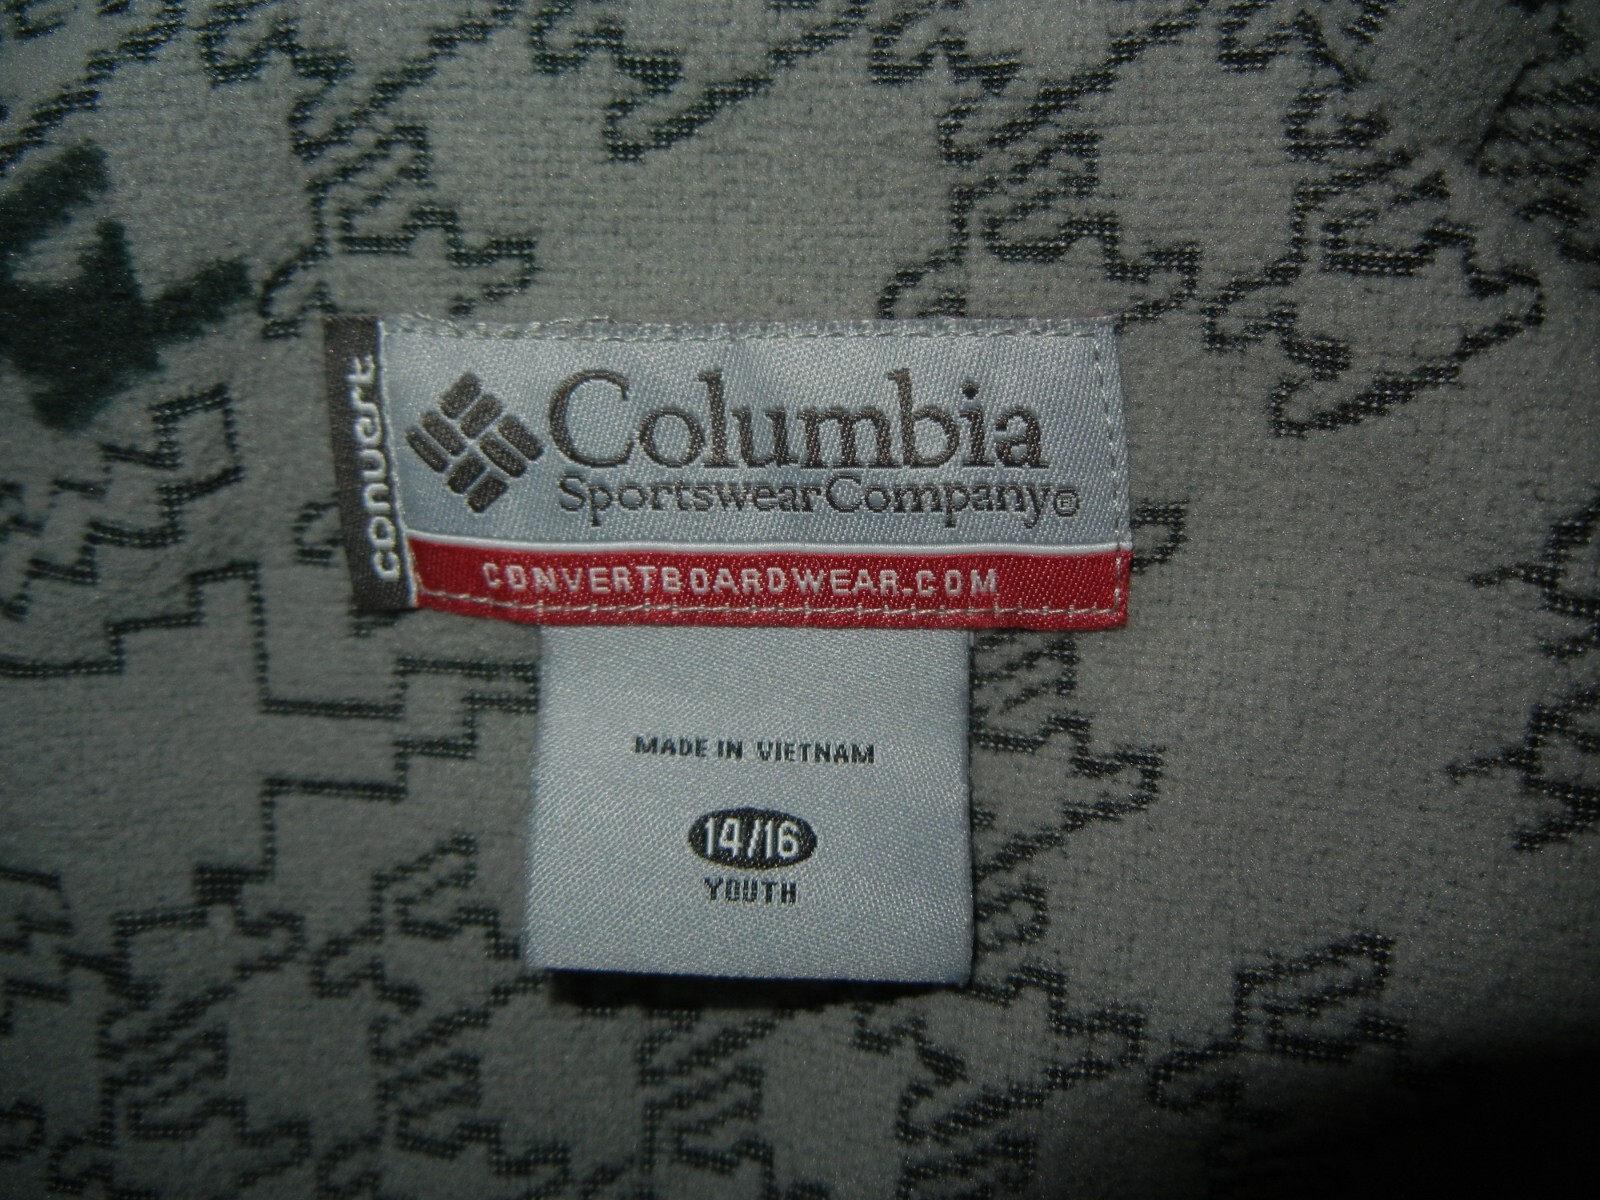 convert
Columbia
Sportswear Company®
CONVERTBOARDWEAR.COM
MADE IN VIETNAM
14/16
YOUTH